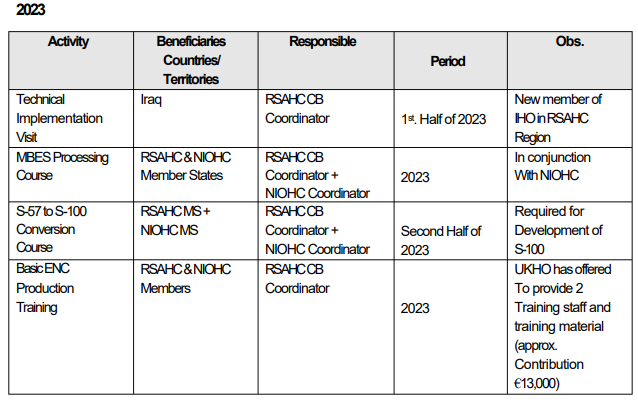 2023
Activity
Beneficiaries
Countries/
Territories
Responsible
Period
Obs.
Technical
Implementation
Visit
Iraq
RSAHC CB
Coordinator
1st. Half of 2023
New member of
IHO in RSAHC
Region
MBES Processing
Course
RSAHC & NIOHC
Member States
RSAHC CB
Coordinator +
NIOHC Coordinator
2023
In conjunction
With NIOHC
S-57 to S-100
Conversion
Course
RSAHC MS +
NIOHC MS
RSAHC CB
Coordinator +
NIOHC Coordinator
Second Half of
2023
Required for
Development of
S-100
Basic ENC
Production
Training
RSAHC & NIOHC
Members
RSAHC CB
Coordinator
2023
UKHO has offered
To provide 2
Training staff and
training material
(approx.
Contribution
€13,000)